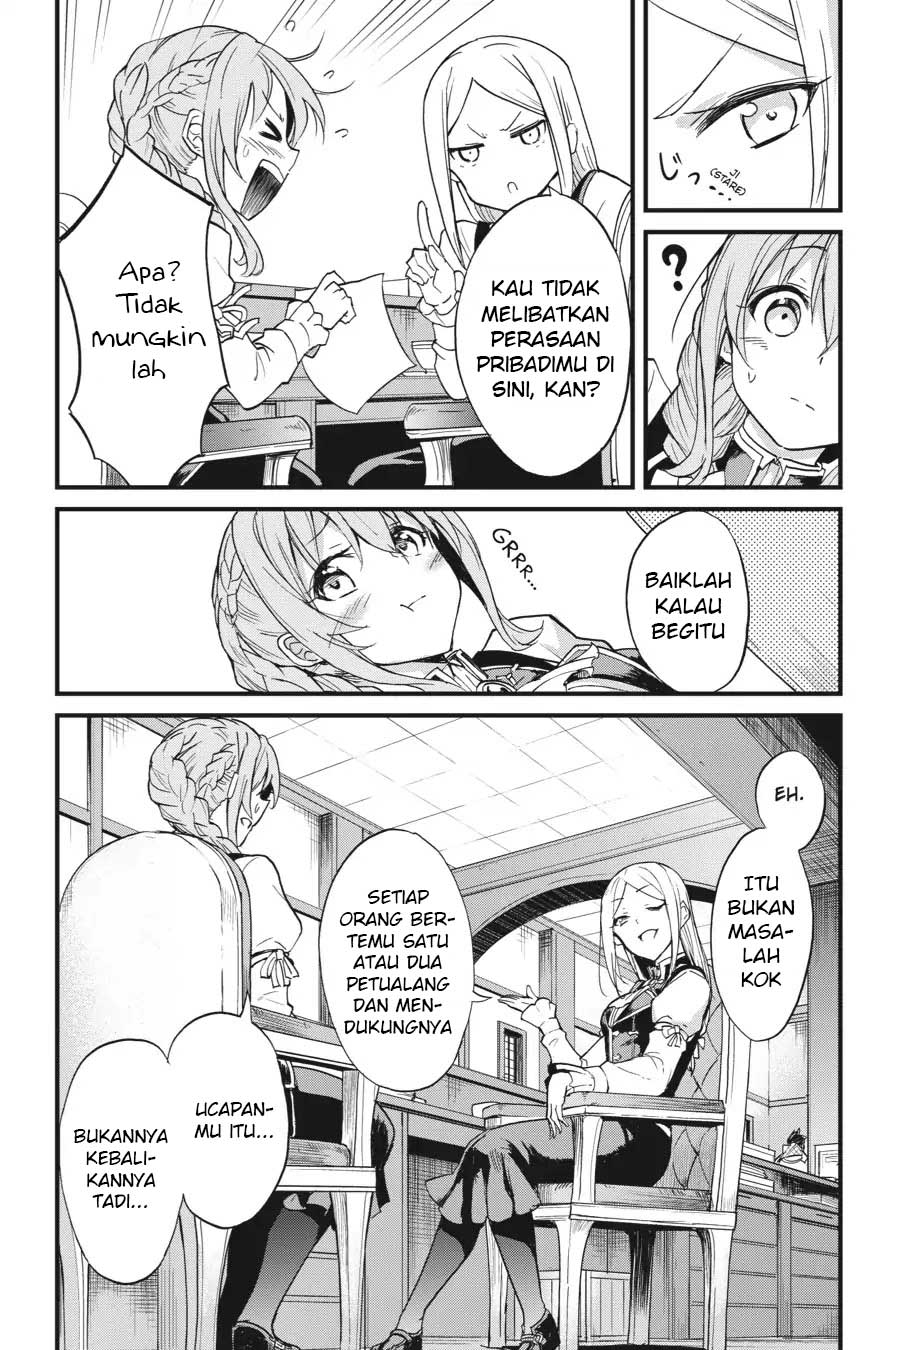 じっ…
JI
(STARE)
?
KAU TIDAK
MELIBATKAN
PERASAAN
PRIBADIMU DI
SINI, KAN?
Apa?
Tidak
mungkin
lah
BAIKLAH
KALAU
BEGITU
GRRR...
EH.
ITU
BUKAN
MASA-
LAH
KOK
SETIAP
ORANG BER-
TEMU SATU
ATAU DUA
PETUALANG
DAN MEN-
DUKUNGNYA
UCAPAN-
MU ITU...
BUKANNYA
KEBALI-
KANNYA
TADI...